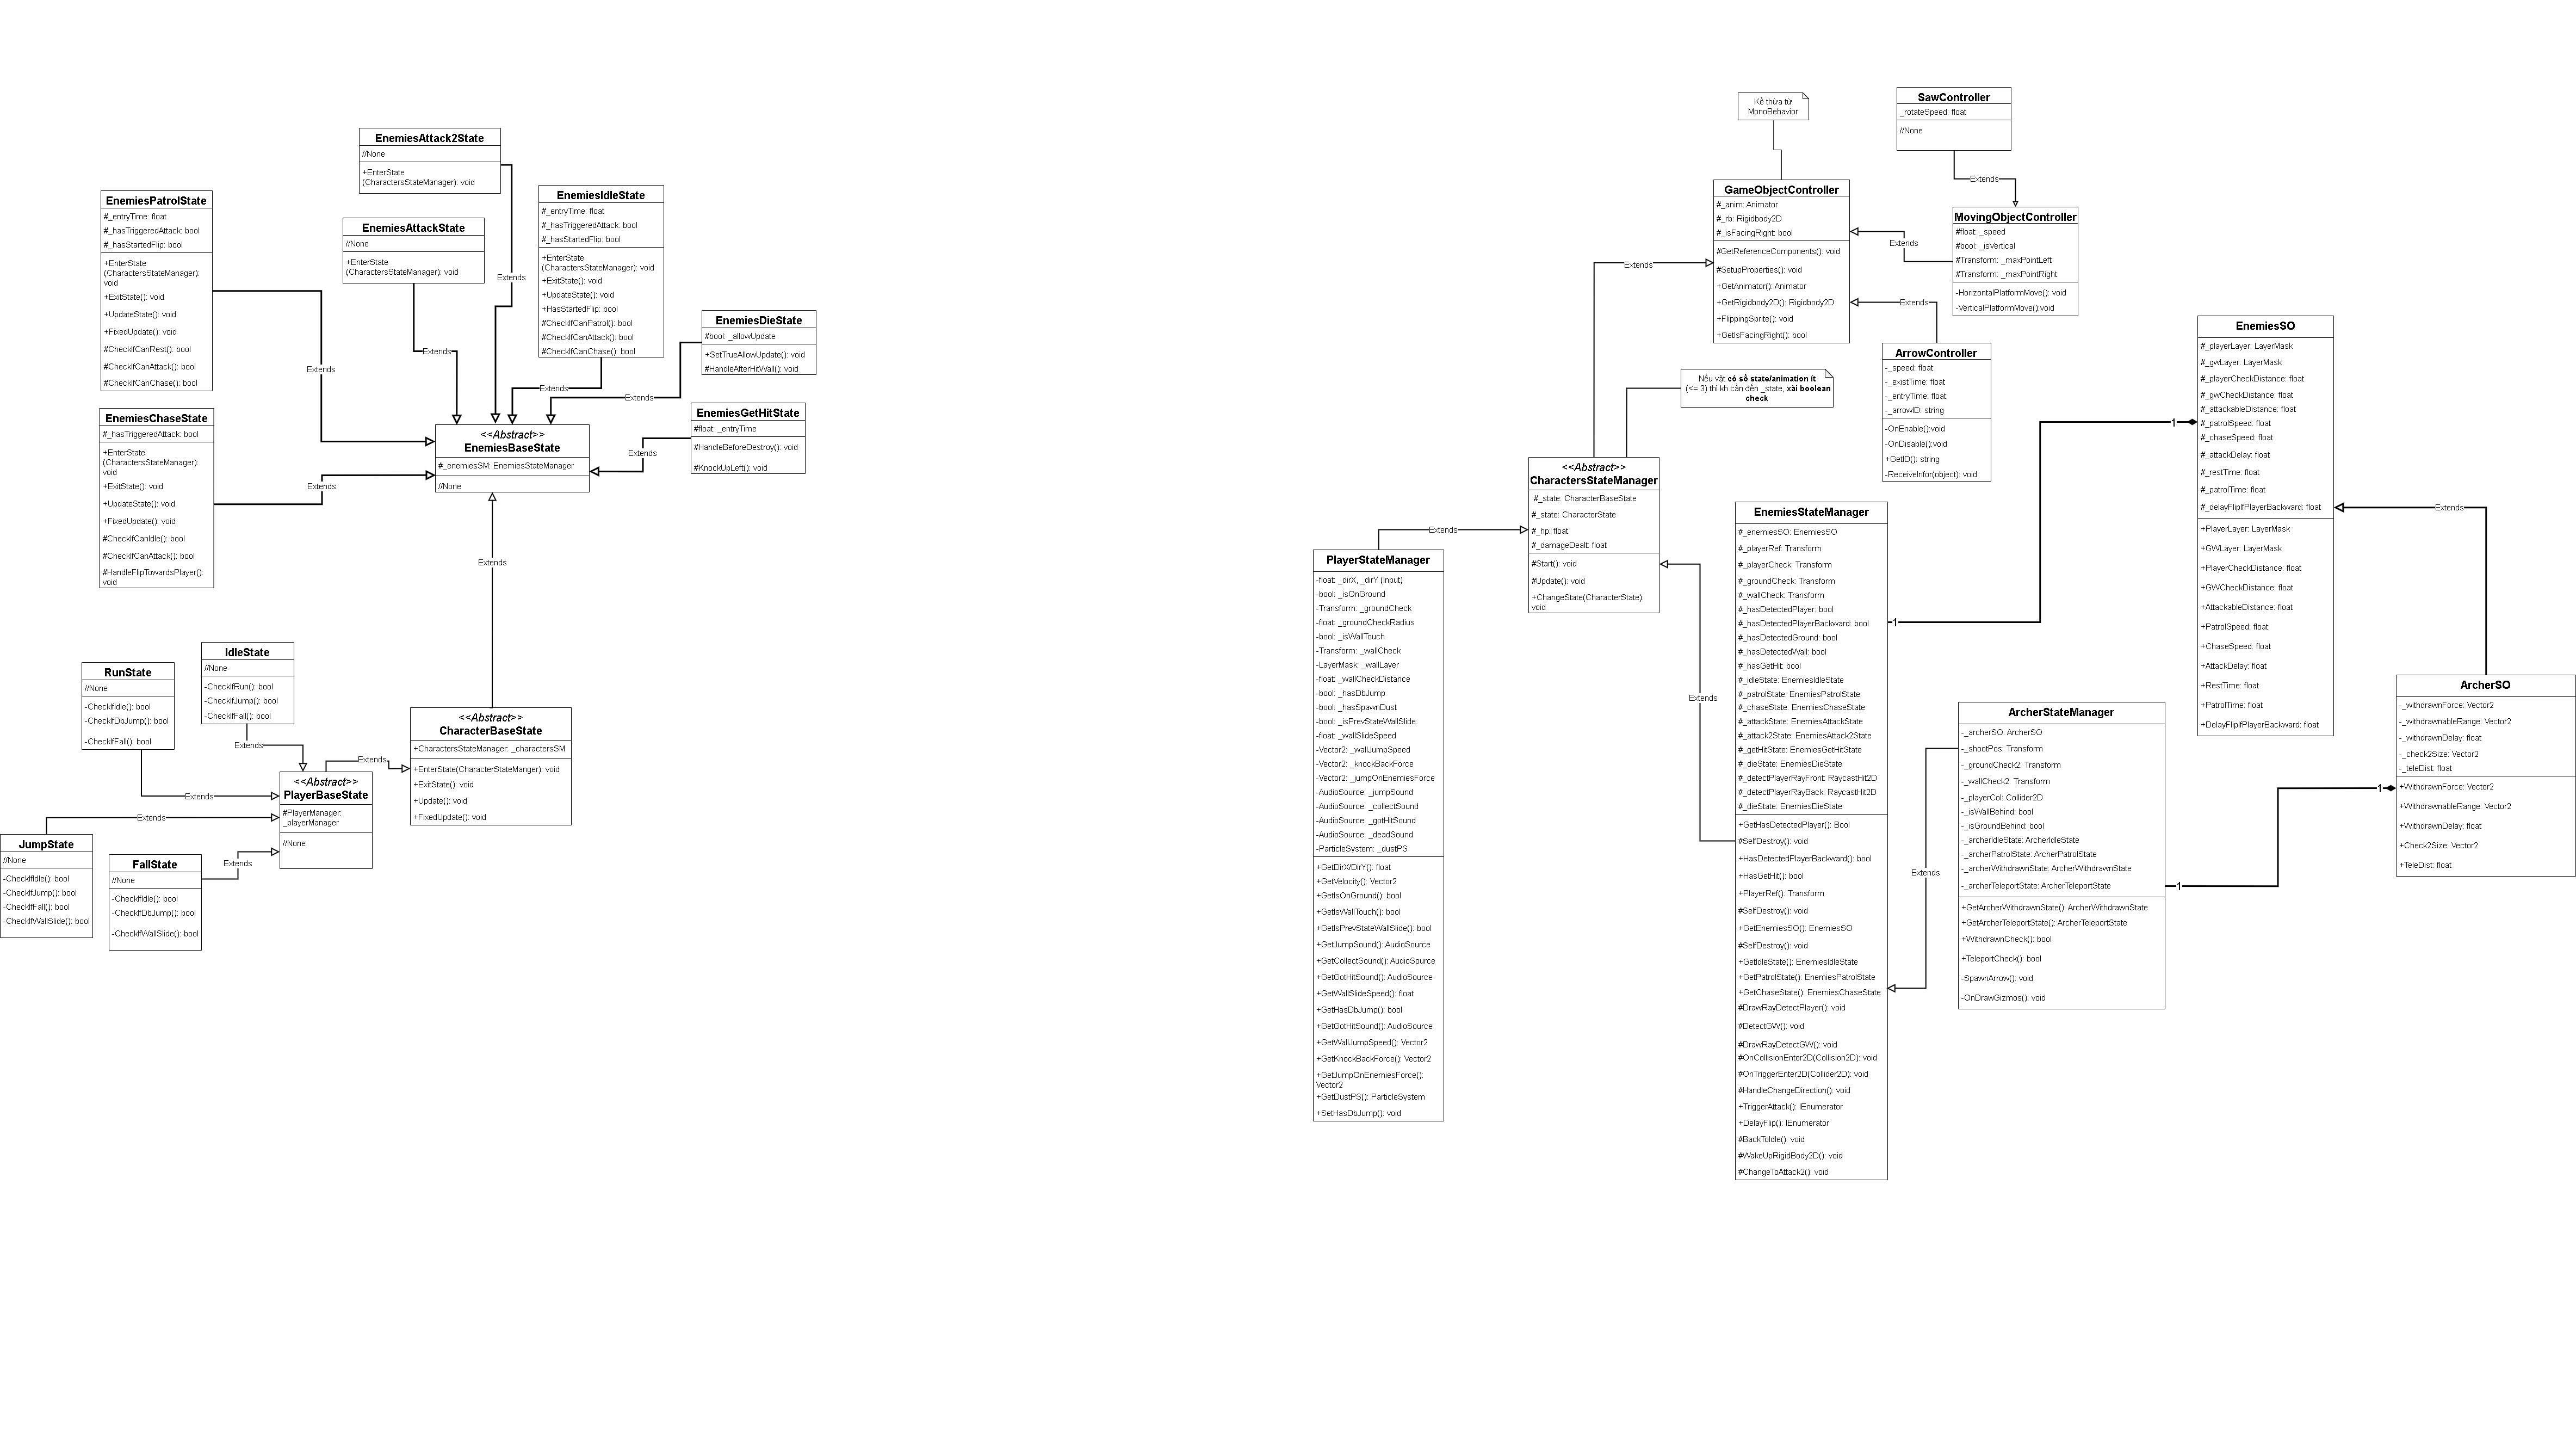 EnemiesAttack2State
//None
+EnterState
(CharactersStateManager): void
EnemiesPatrolState
#_entryTime: float
#_hasTriggeredAttack: bool
#_hasStartedFlip: bool
+EnterState
(CharactersStateManager):
void
+ExitState(): void
+UpdateState(): void
+FixedUpdate(): void
#CheckIfCanRest(): bool
#CheckIfCanAttack(): bool
#CheckIfCanChase(): bool
EnemiesAttackState
//None
+EnterState
(CharactersStateManager): void
EnemiesIdleState
#_entryTime: float
#_hasTriggeredAttack: bool
#_hasStartedFlip: bool
+EnterState
(CharactersStateManager): void
+ExitState(): void
+UpdateState(): void
+HasStartedFlip: bool
#CheckIfCanPatrol(): bool
#CheckIfCanAttack(): bool
#CheckIfCanChase(): bool
EnemiesDieState
#bool: _allowUpdate
+SetTrueAllowUpdate(): void
#HandleAfterHitWall(): void
EnemiesChaseState
#_hasTriggeredAttack: bool
+EnterState
(CharactersStateManager):
void
+ExitState(): void
+UpdateState(): void
+FixedUpdate(): void
#CheckIfCanIdle(): bool
#CheckIfCanAttack(): bool
#HandleFlipTowardsPlayer():
void
EnemiesGetHitState
#float: _entryTime
#HandleBeforeDestroy(): void
#KnockUpLeft(): void
<<Abstract>>
EnemiesBaseState
#_enemiesSM: EnemiesStateManager
//None
Extends
Extends
Extends
Extends
Extends
Extends
Extends
Extends
IdleState
//None
-CheckIfRun(): bool
-CheckIfJump(): bool
-CheckIfFall(): bool
RunState
//None
-CheckIfIdle(): bool
-CheckIfDbJump(): bool
-CheckIfFall(): bool
<<Abstract>>
CharacterBaseState
+CharactersStateManager: _charactersSM
+EnterState(CharacterStateManger): void
+ExitState(): void
+Update(): void
+FixedUpdate(): void
<<Abstract>>
PlayerBaseState
#PlayerManager:
_playerManager
//None
JumpState
//None
-CheckIfIdle(): bool
-CheckIfJump(): bool
-CheckIfFall(): bool
-CheckIfWallSlide(): bool
FallState
//None
-CheckIfIdle(): bool
-CheckIfDbJump(): bool
-CheckIfWallSlide(): bool
Extends
Extends
Extends
Extends
Extends
Kế thừa từ
MonoBehavior
SawController
_rotateSpeed: float
//None
Extends
GameObjectController
#_anim: Animator
#_rb: Rigidbody2D
#_isFacingRight: bool
#GetReferenceComponents(): void
#SetupProperties(): void
+GetAnimator(): Animator
+GetRigidbody2D(): Rigidbody2D
+FlippingSprite(): void
+GetIsFacingRight(): bool
MovingObjectController
#float: _speed
#bool: _isVertical
#Transform: _maxPointLeft
#Transform: _maxPointRight
-HorizontalPlatformMove(): void
-VerticalPlatformMove():void
Extends
Extends
Extends
ArrowController
-_speed: float
-_existTime: float
-_entryTime: float
-_arrowID: string
-OnEnable():void
-OnDisable():void
+GetID(): string
-ReceiveInfor(object): void
Nếu vật có số state/animation ít
(<= 3) thì kh cần đến _state, xài boolean
check
<<Abstract>>
CharactersStateManager
#_state: CharacterBaseState
#_state: CharacterState
#_hp: float
#_damageDealt: float
#Start(): void
#Update(): void
+ChangeState(CharacterState):
void
Extends
Extends
PlayerStateManager
-float: _dirX, _dirY (Input)
-bool: _isOnGround
-Transform: _groundCheck
-float: _groundCheckRadius
-bool: _isWallTouch
-Transform: _wallCheck
-LayerMask: _wallLayer
-float: _wallCheckDistance
-bool: _hasDbJump
-bool: _hasSpawnDust
-bool: _isPrevStateWallSlide
-float: _wallSlideSpeed
-Vector2: _wallJumpSpeed
-Vector2: _knockBackForce
-Vector2: _jumpOnEnemiesForce
-AudioSource: _jumpSound
-AudioSource: _collectSound
-AudioSource: _gotHitSound
-AudioSource: _deadSound
-ParticleSystem: _dustPS
+GetDirX/DirY(): float
+GetVelocity(): Vector2
+GetIsOnGround(): bool
+GetIsWallTouch(): bool
+GetIsPrevStateWallSlide(): bool
+GetJumpSound(): AudioSource
+GetCollectSound(): AudioSource
+GetGotHitSound(): AudioSource
+GetWallSlideSpeed(): float
+GetHasDbJump(): bool
+GetGotHitSound(): AudioSource
+GetWallJumpSpeed(): Vector2
+GetKnockBackForce(): Vector2
+GetJumpOnEnemiesForce():
Vector2
+GetDustPS(): ParticleSystem
+SetHasDbJump(): void
EnemiesStateManager
#_enemiesSO: EnemiesSO
#_playerRef: Transform
#_playerCheck: Transform
#_groundCheck: Transform
#_wallCheck: Transform
#_hasDetectedPlayer: bool
#_hasDetectedPlayerBackward: bool
#_hasDetectedGround: bool
#_hasDetectedWall: bool
#_hasGetHit: bool
#_idleState: EnemiesIdleState
#_patrolState: EnemiesPatrolState
#_chaseState: EnemiesChaseState
#_attackState: EnemiesAttackState
#_attack2State: EnemiesAttack2State
#_getHitState: EnemiesGetHitState
#_dieState: EnemiesDieState
#_detectPlayerRayFront: RaycastHit2D
#_detectPlayerRayBack: RaycastHit2D
#_dieState: EnemiesDieState
+GetHasDetectedPlayer(): Bool
#SelfDestroy(): void
+HasDetectedPlayerBackward(): bool
+HasGetHit(): bool
+PlayerRef(): Transform
#SelfDestroy(): void
+GetEnemiesSO(): EnemiesSO
#SelfDestroy(): void
+GetIdleState(): EnemiesIdleState
+GetPatrolState(): EnemiesPatrolState
+GetChaseState(): EnemiesChaseState
#DrawRayDetectPlayer(): void
#DetectGW(): void
#DrawRayDetectGW(): void
#OnCollisionEnter2D(Collision2D): void
#OnTriggerEnter2D(Collider2D): void
#HandleChangeDirection(): void
+TriggerAttack(): IEnumerator
+DelayFlip(): IEnumerator
#BackToIdle(): void
#WakeUpRigidBody2D(): void
#ChangeToAttack2(): void
1
1
EnemiesSO
#_playerLayer: LayerMask
#_gwLayer: LayerMask
#_playerCheckDistance: float
#_gwCheckDistance: float
#_attackableDistance: float
#_patrolSpeed: float
#_chaseSpeed: float
#_attackDelay: float
#_restTime: float
#_patrolTime: float
#_delayFlipIfPlayerBackward: float
+PlayerLayer: LayerMask
+GWLayer: LayerMask
+PlayerCheckDistance: float
+GWCheckDistance: float
+AttackableDistance: float
+PatrolSpeed: float
+ChaseSpeed: float
+AttackDelay: float
+RestTime: float
+PatrolTime: float
+DelayFlipIfPlayerBackward: float
Extends
ArcherStateManager
-_archerSO: ArcherSO
-_shootPos: Transform
-_groundCheck2: Transform
-_wallCheck2: Transform
-_playerCol: Collider2D
-_isWallBehind: bool
-_isGroundBehind: bool
-_archerIdleState: ArcherIdleState
-_archerPatrolState: ArcherPatrolState
-_archerWithdrawnState: ArcherWithdrawnState
-_archerTeleportState: ArcherTeleportState
+GetArcherWithdrawnState(): ArcherWithdrawnState
+GetArcherTeleportState(): ArcherTeleportState
+WithdrawnCheck(): bool
+TeleportCheck(): bool
-SpawnArrow(): void
-OnDrawGizmos(): void
Extends
1
1
ArcherSO
-_withdrawnForce: Vector2
-_withdrawnableRange: Vector2
-_withdrawnDelay: float
-_check2Size: Vector2
-_teleDist: float
+WithdrawnForce: Vector2
+WithdrawnableRange: Vector2
+WithdrawnDelay: float
+Check2Size: Vector2
+TeleDist: float